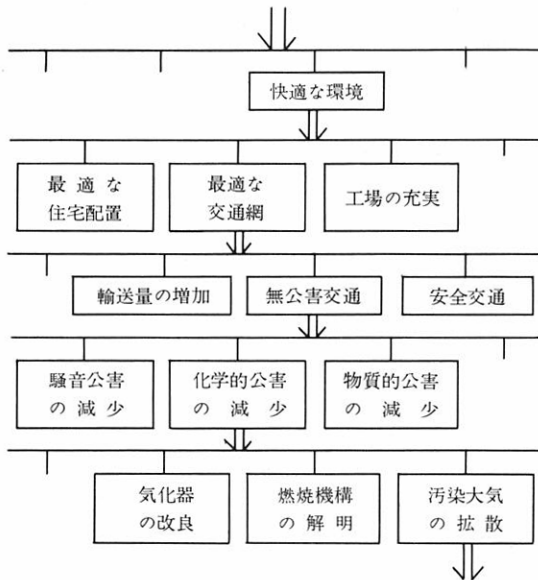 快適な環境
最適な
住宅配置
最適な
交通網
工場の充実
輸送量の増加
無公害交通
安全交通
騒音公害
の減少
化学的公害
の減少
物質的公害
の減少
気化器
の改良
燃焼機構
の解明
汚染大気
の拡散